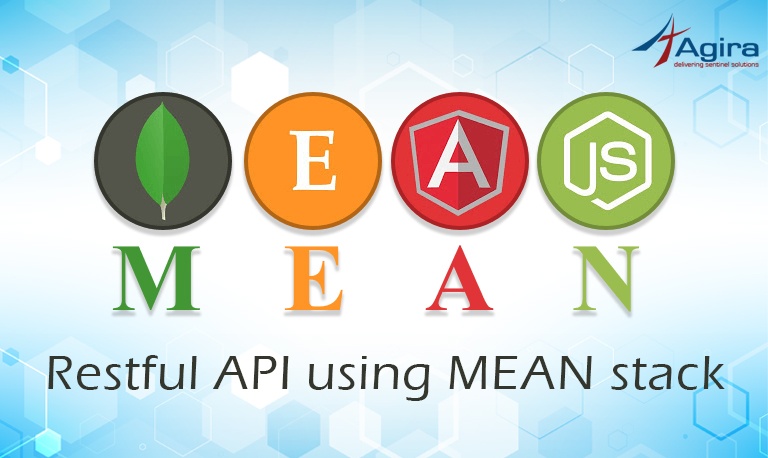 Agira
delivering sentinel solutions
E
A
JS
M E A N
Restful API using MEAN stack